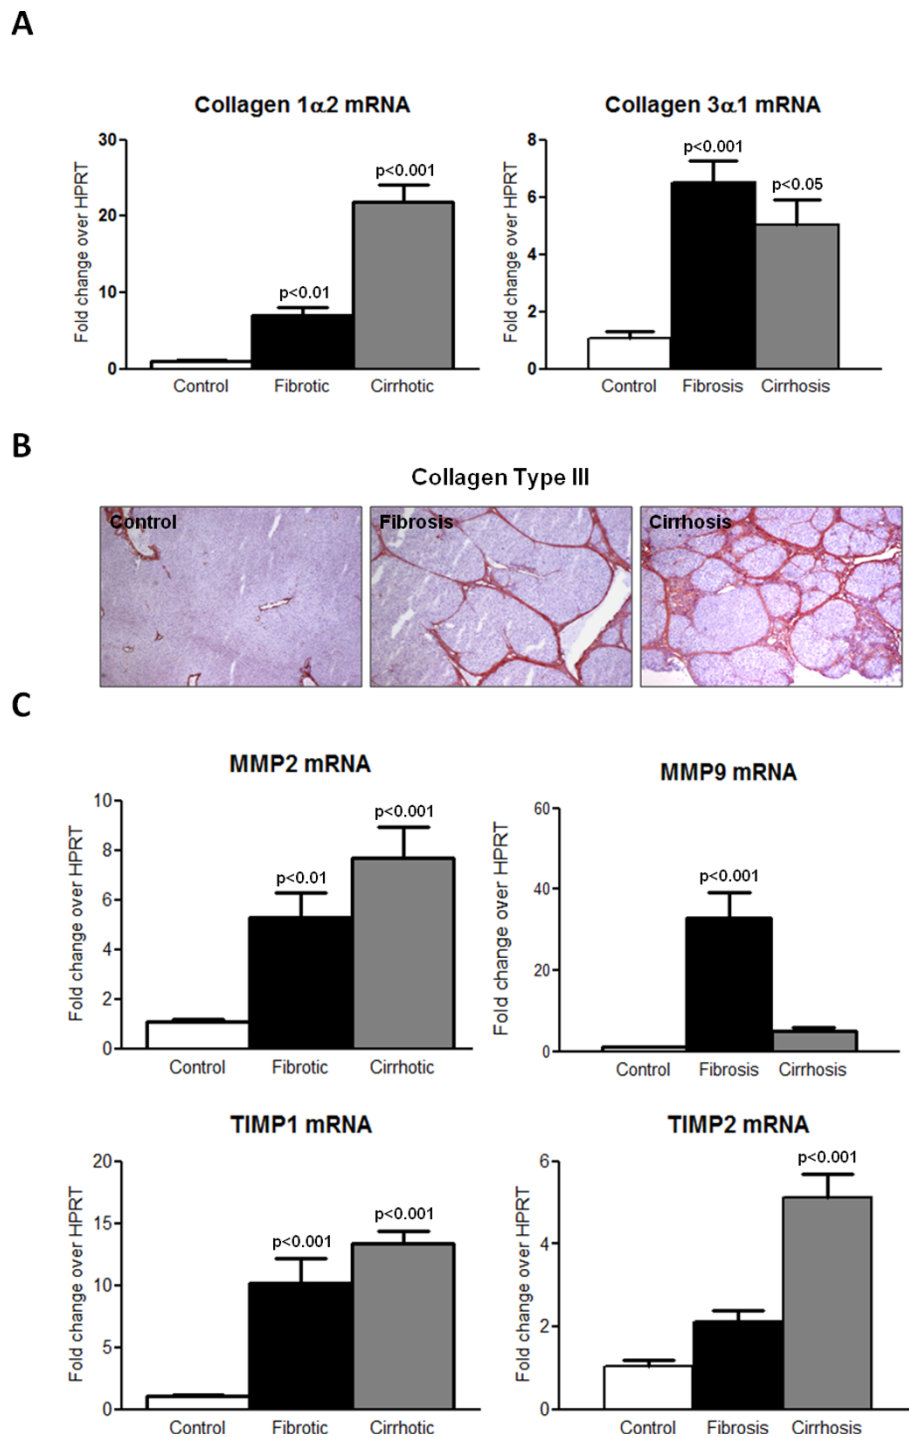 A
Collagen 1α2 mRNA
Fold change over HPRT
30
20
10
0
p<0.01
p<0.001
Control Fibrotic Cirrhotic
Collagen 3α1 mRNA
Fold change over HPRT
8
6
4
2
0
p<0.001
p<0.05
Control Fibrosis Cirrhosis
B
Collagen Type III
Control
Fibrosis
Cirrhosis
C
MMP2 mRNA
Fold change over HPRT
10
8
6
4
2
0
p<0.01
p<0.001
Control Fibrotic Cirrhotic
MMP9 mRNA
Fold change over HPRT
60
40
20
0
p<0.001
Control Fibrosis Cirrhosis
TIMP1 mRNA
Fold change over HPRT
20
15
10
5
0
p<0.001
p<0.001
Control Fibrotic Cirrhotic
TIMP2 mRNA
Fold change over HPRT
6
4
2
0
p<0.001
Control Fibrosis Cirrhosis